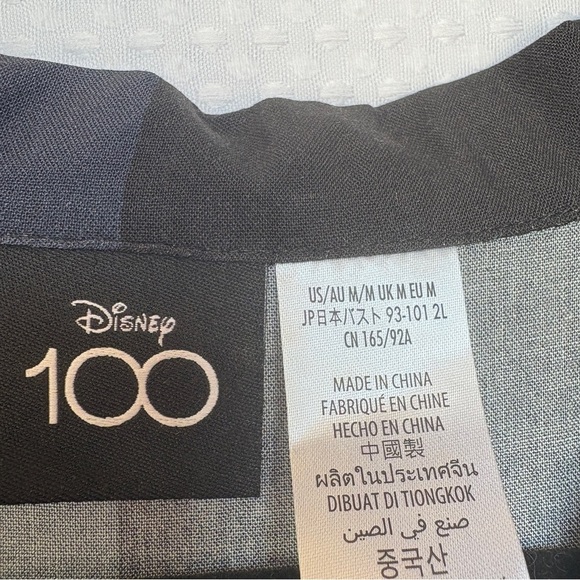 Disney
100
US/AU M/M UK M EU M
JP日本バスト 93-101 2L
CN 165/92A
MADE IN CHINA
FABRIQUÉ EN CHINE
HECHO EN CHINA
中國製
ผลิตในประเทศจีน
DIBUAT DI TIONGKOK
صنع في الصين
중국산